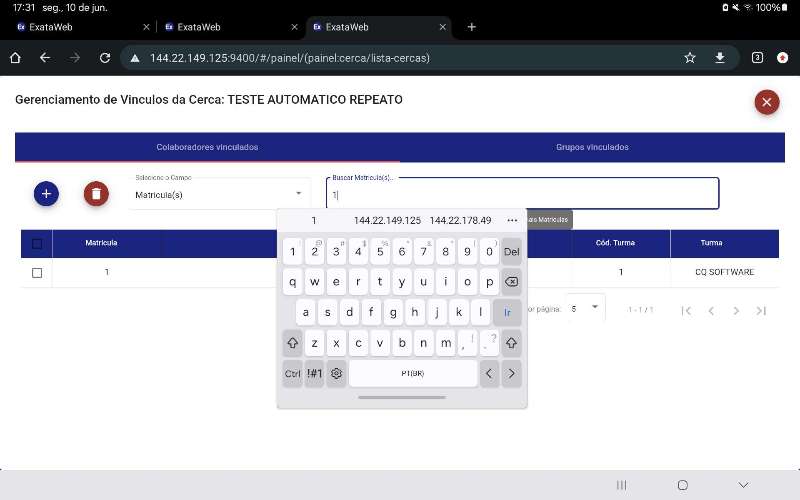 17:31 seg., 10 de jun. 100%
ExataWeb ExataWeb ExataWeb
144.22.149.125:9400/#/painel/(painel:cerca/lista-cercas) 3
Gerenciamento de Vinculos da Cerca: TESTE AUTOMATICO REPEATO
Colaboradores vinculados Grupos vinculados
Selecione o Campo Buscar Matricula(s)...
Matricula(s) 1
ais Matriculas
1 144.22.149.125 144.22.178.49 ...
Matricula Cód. Turma Turma
1 1 CQ SOFTWARE
or página: 5 1 - 1 / 1
1 2 3 4 5 6 7 8 9 0 Del
q w e r t y u i o p
a s d f g h j k l Ir
z x c v b n m , ! . ?
Ctrl !#1 PT(BR)